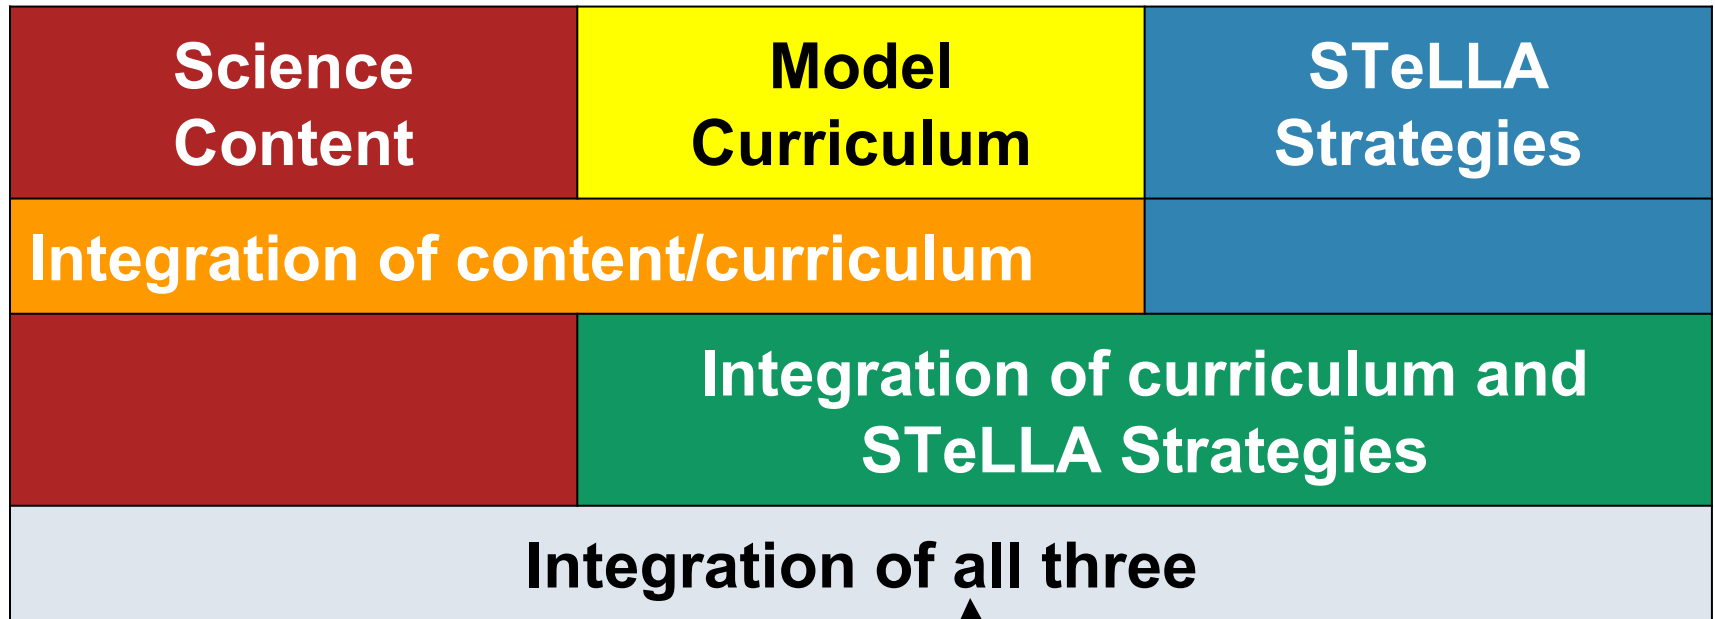 Science
Content
Model
Curriculum
STeLLA
Strategies
Integration of content/curriculum
Integration of curriculum and
STeLLA Strategies
Integration of all three